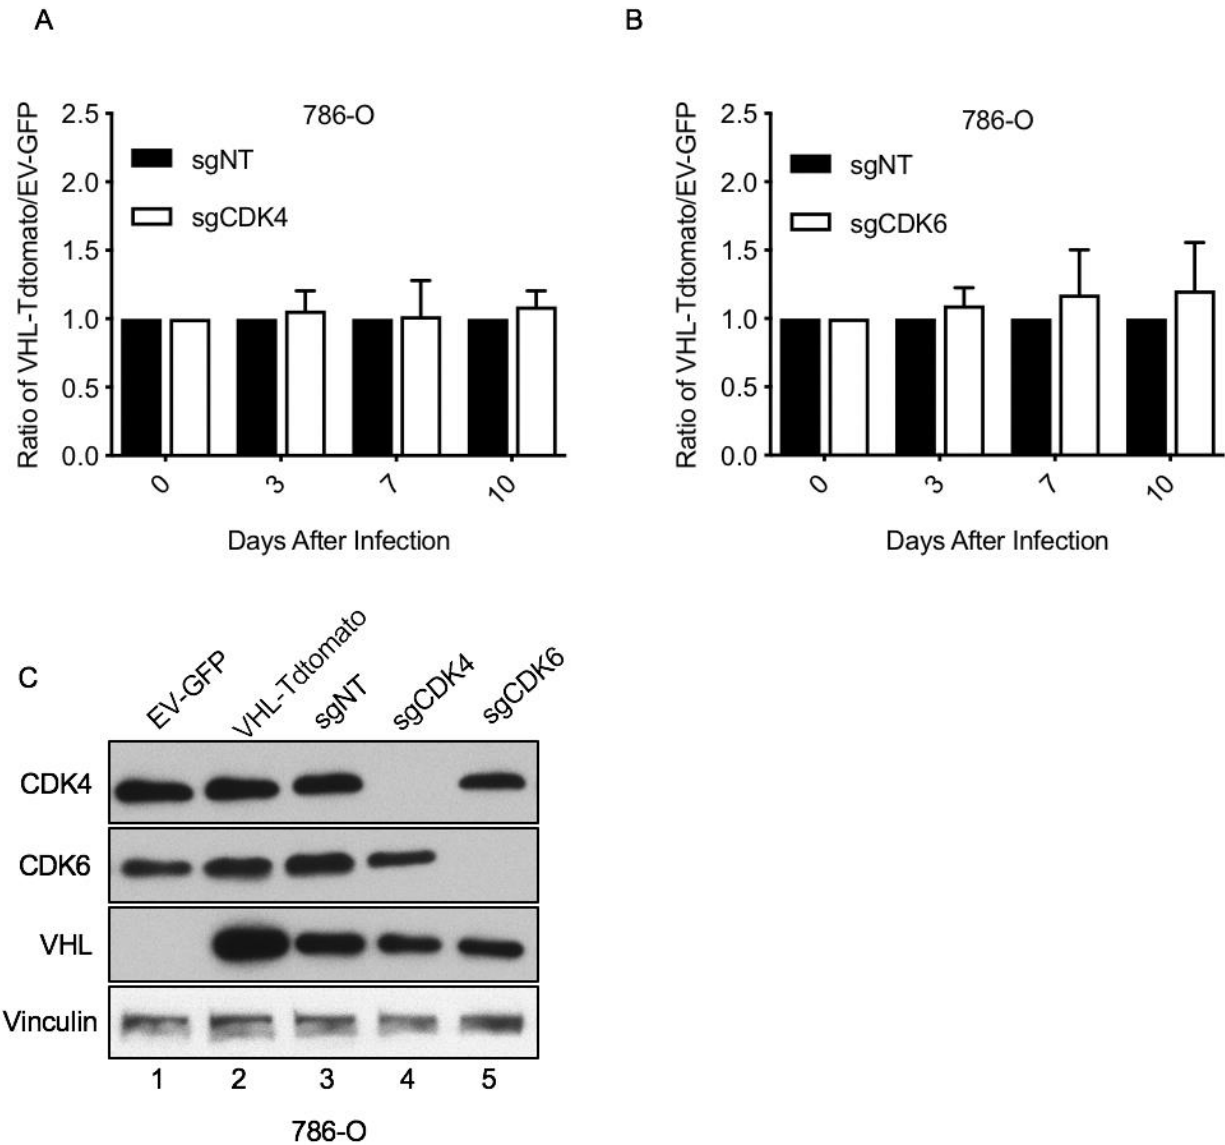 A
B
Ratio of VHL-Tdtomato/EV-GFP
2.5
2.0
1.5
1.0
0.5
0.0
786-O
sgNT
sgCDK4
0
3
7
10
Days After Infection
Ratio of VHL-Tdtomato/EV-GFP
2.5
2.0
1.5
1.0
0.5
0.0
786-O
sgNT
sgCDK6
0
3
7
10
Days After Infection
C
EV-GFP
VHL-Tdtomato
sgNT
sgCDK4
sgCDK6
CDK4
CDK6
VHL
Vinculin
1 2 3 4 5
786-O